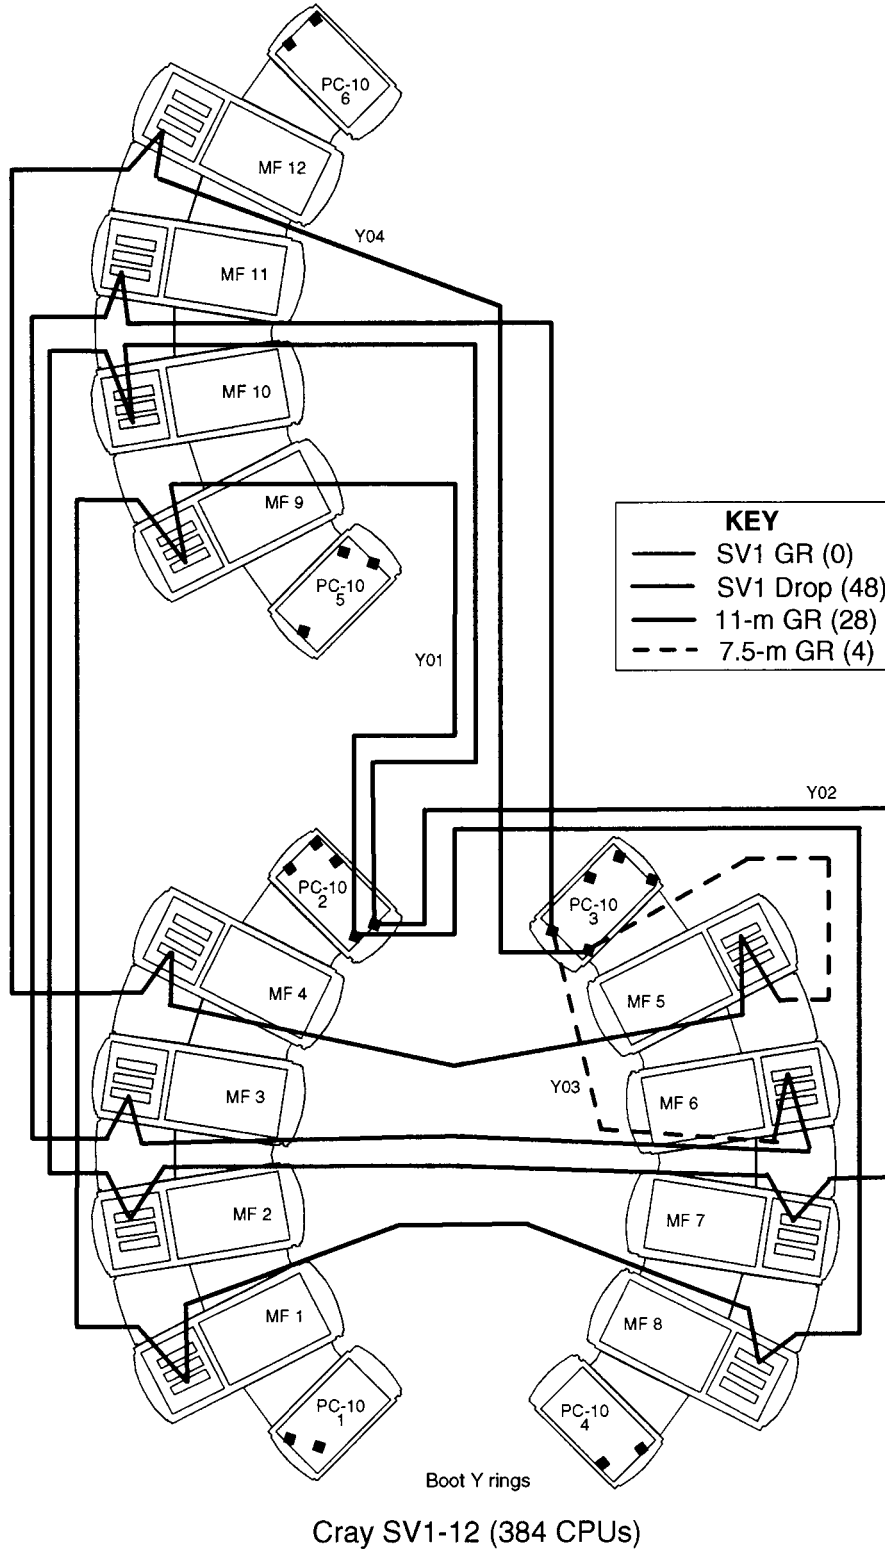 PC-10
6
MF 12
Y04
MF 11
MF 10
MF 9
PC-10
5
Y01
KEY
SV1 GR (0)
SV1 Drop (48)
11-m GR (28)
7.5-m GR (4)
Y02
PC-10
2
PC-10
3
MF 4
MF 5
Y03
MF 3
MF 6
MF 2
MF 7
MF 1
MF 8
PC-10
1
PC-10
4
Boot Y rings
Cray SV1-12 (384 CPUs)